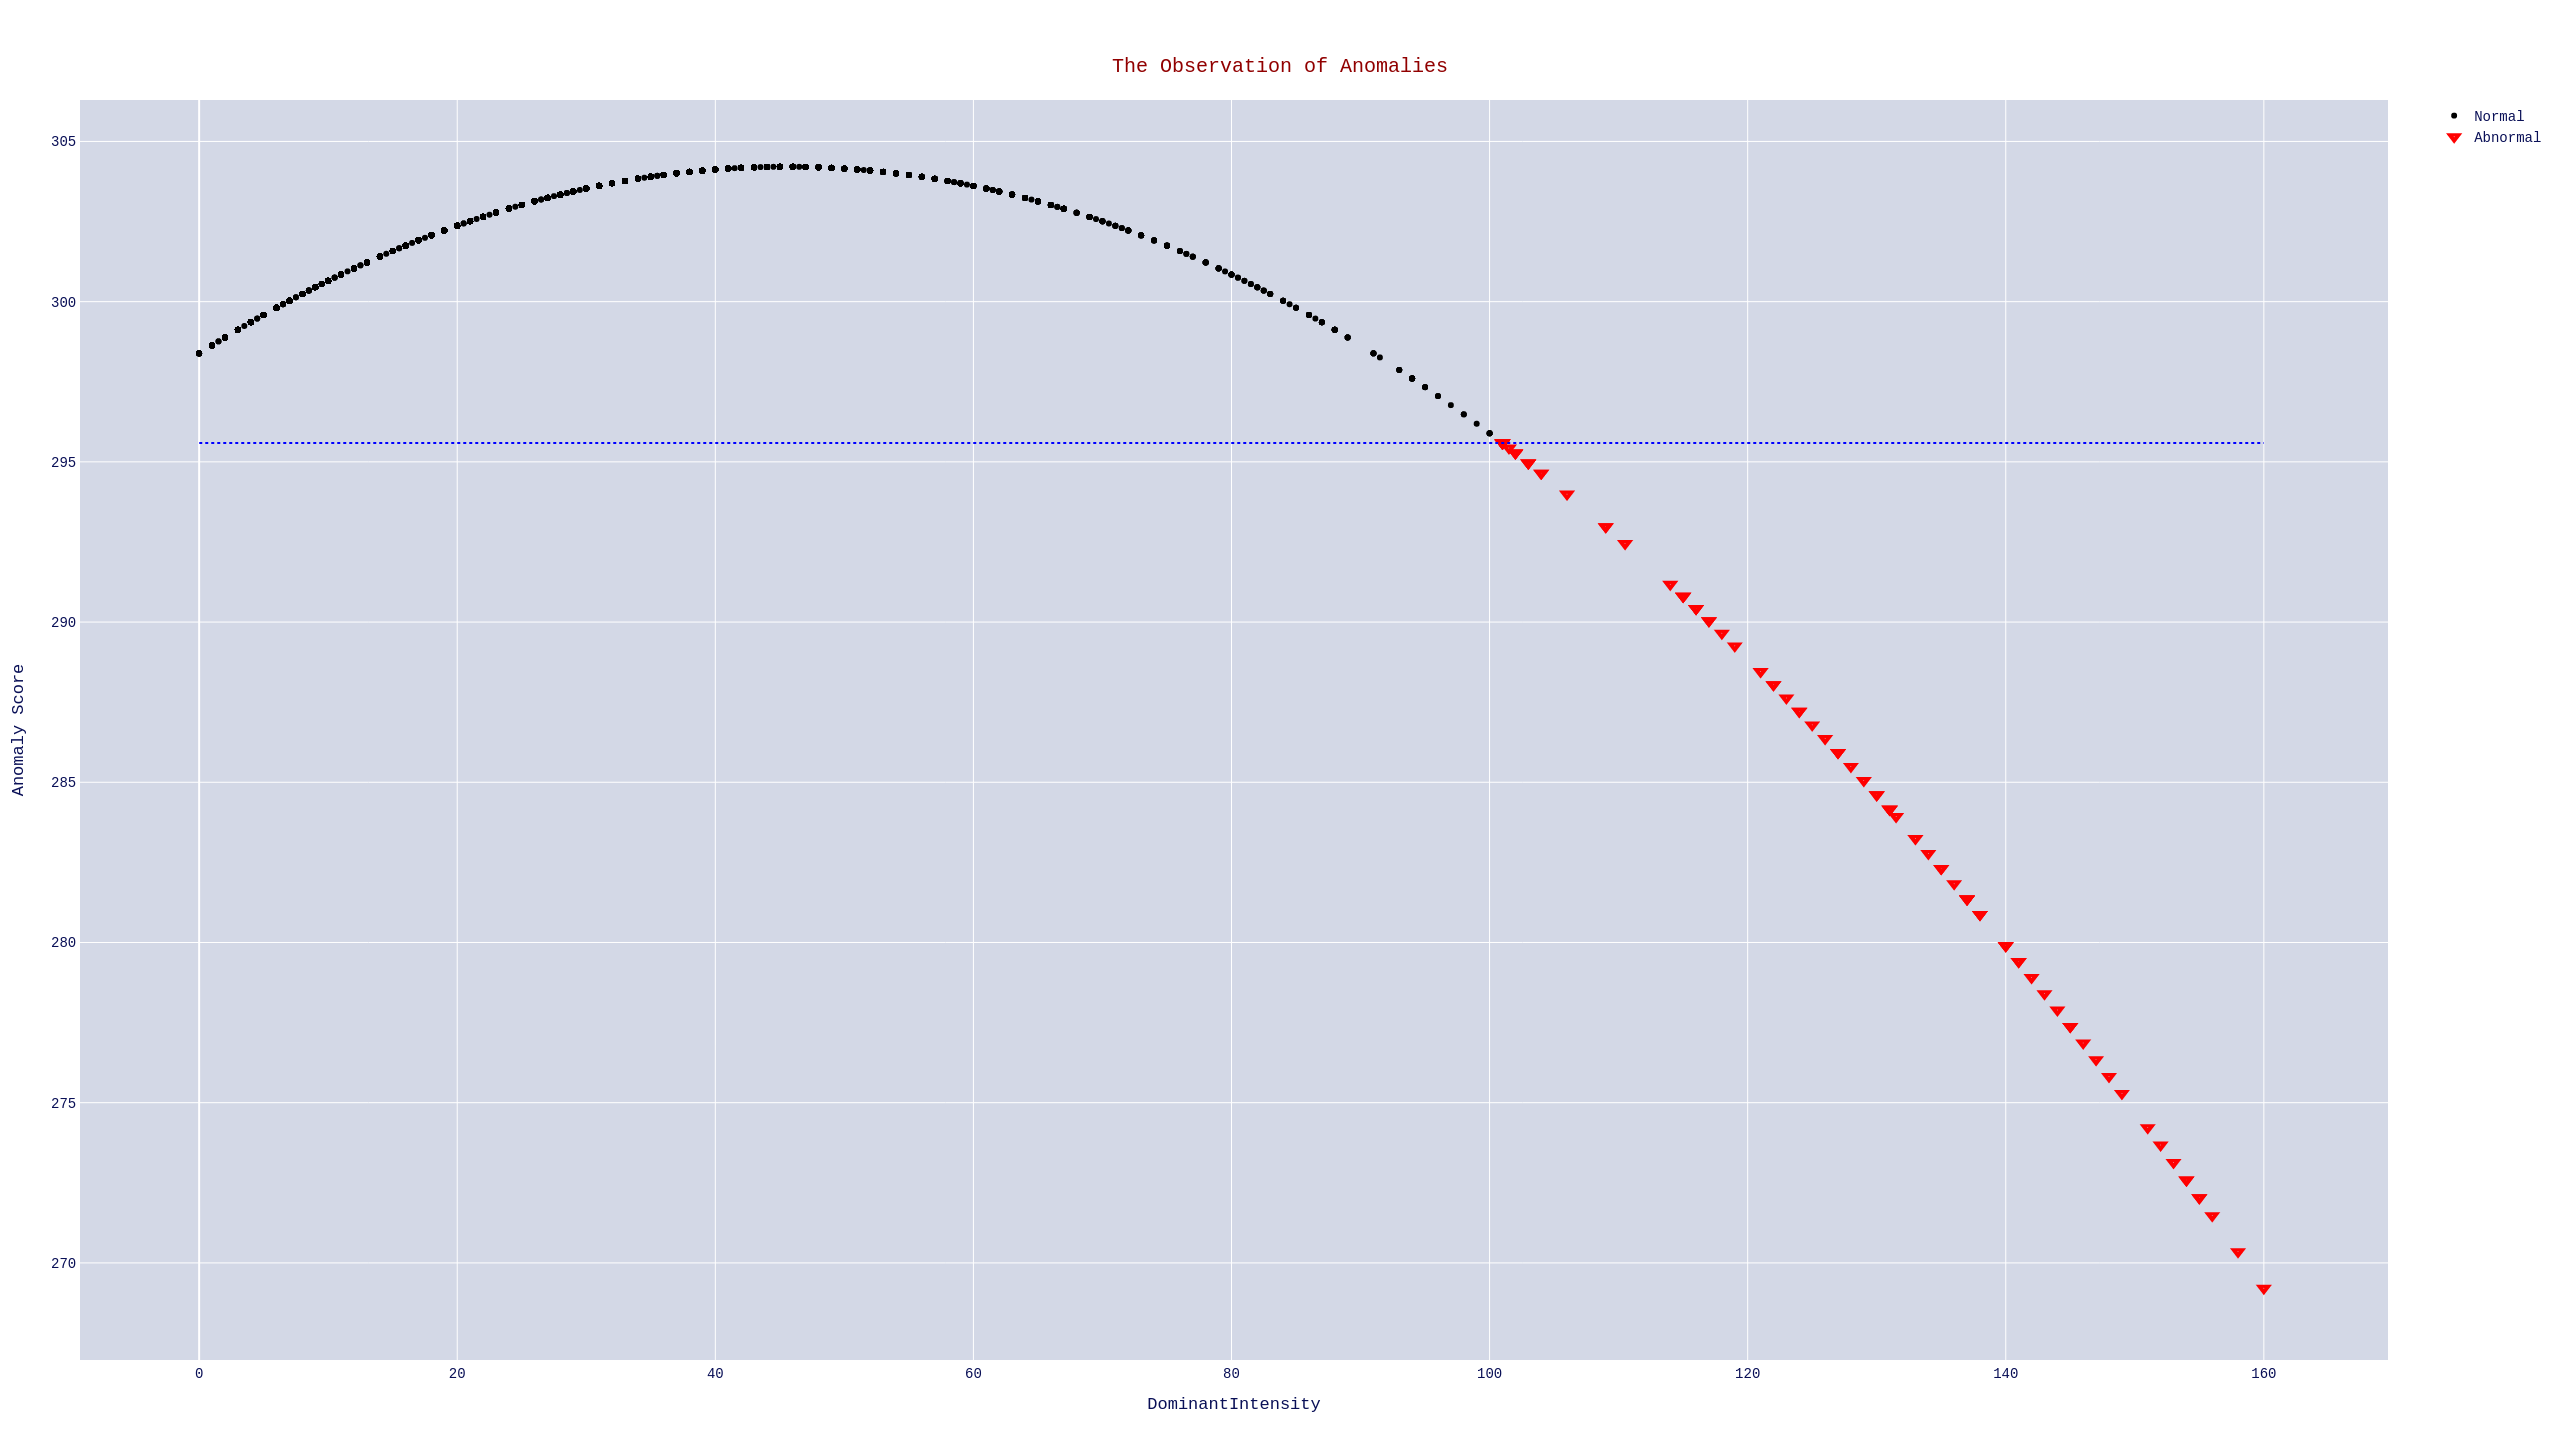 The Observation of Anomalies
Normal
Abnormal
305
300
295
290
285
280
275
270
Anomaly Score
0 20 40 60 80 100 120 140 160
DominantIntensity